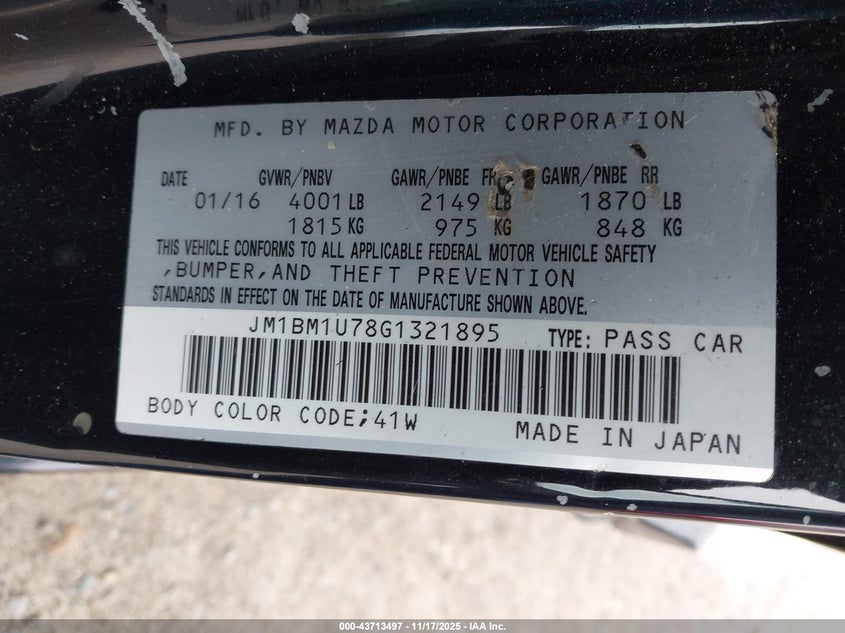 MFD. BY MAZDA MOTOR CORPORATION
DATE GVWR/PNBV GAWR/PNBE FR GAWR/PNBE RR
01/16 4001 LB 2149 LB 1870 LB
1815 KG 975 KG 848 KG
THIS VEHICLE CONFORMS TO ALL APPLICABLE FEDERAL MOTOR VEHICLE SAFETY
,BUMPER,AND THEFT PREVENTION
STANDARDS IN EFFECT ON THE DATE OF MANUFACTURE SHOWN ABOVE.
JM1BM1U78G1321895 TYPE: PASS CAR
BODY COLOR CODE;41W
MADE IN JAPAN
000-43713497 - 11/17/2025 - IAA Inc.